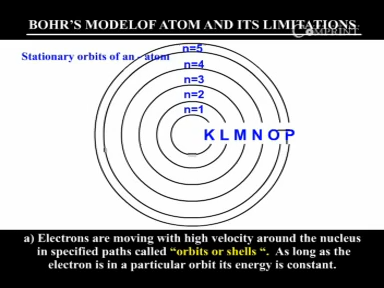 BOHR'S MODELOF ATOM AND ITS LIMITATIONS
COMPRINT
Stationary orbits of an - atom
n=5
n=4
n=3
n=2
n=1
K L M N O P
a) Electrons are moving with high velocity around the nucleus
in specified paths called "orbits or shells ". As long as the
electron is in a particular orbit its energy is constant.